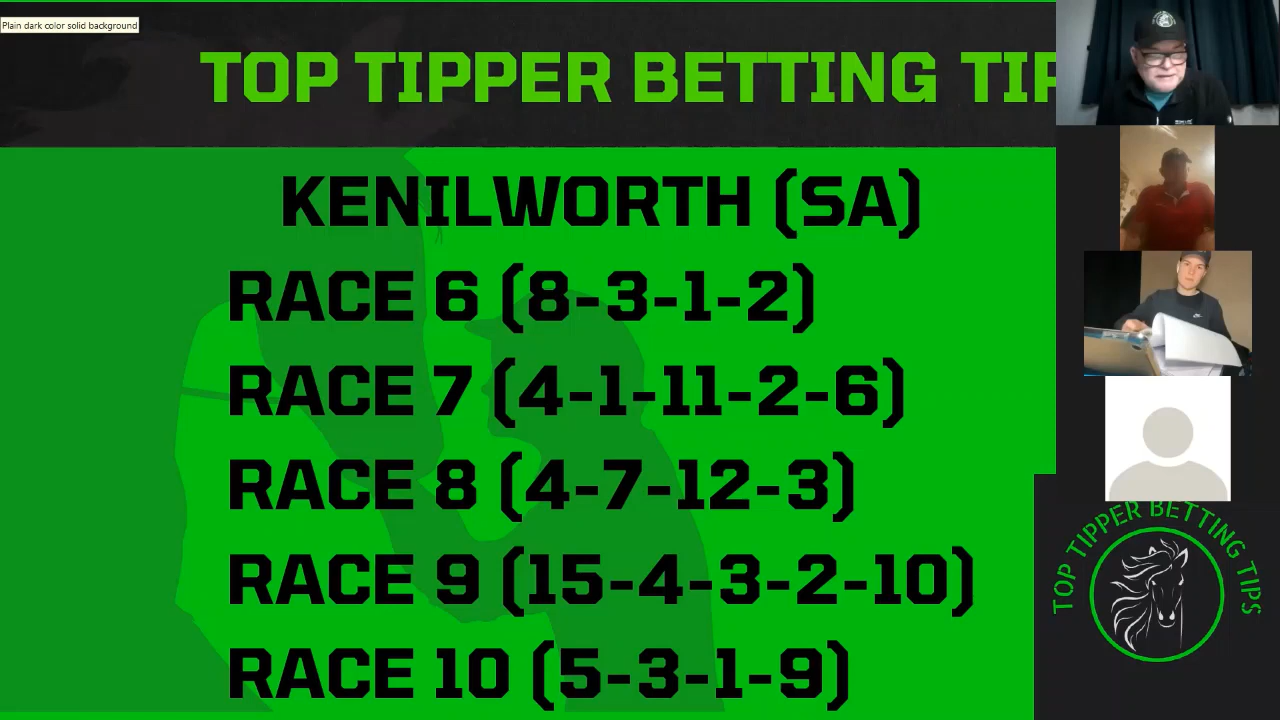 Plain dark color solid background
TOP TIPPER BETTING TIP
KENILWORTH (SA)
RACE 6 (8-3-1-2)
RACE 7 (4-1-11-2-6)
RACE 8 (4-7-12-3)
RACE 9 (15-4-3-2-10)
RACE 10 (5-3-1-9)
TOP TIPPER BETTING TIPS